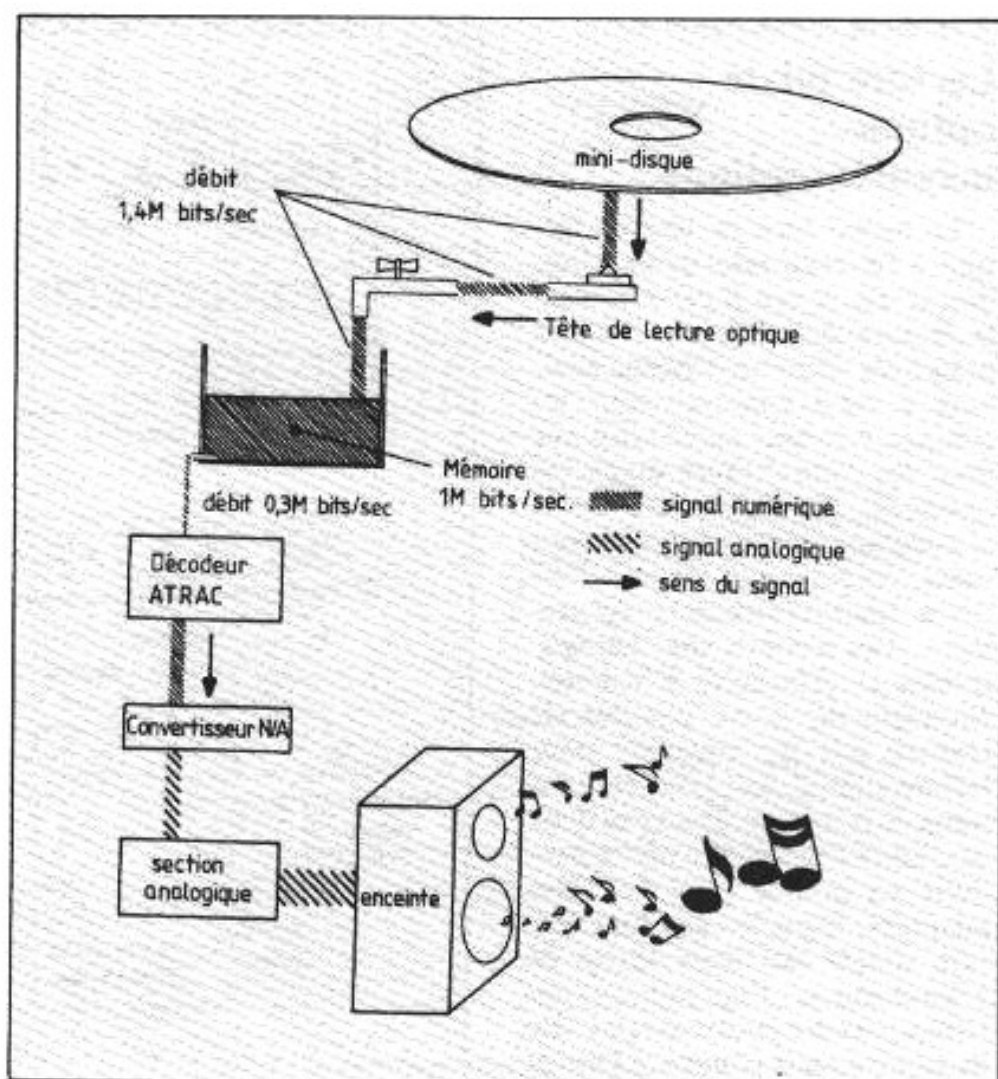 mini-disque
débit
1,4M bits/sec
Tête de lecture optique
Mémoire
1M bits/sec.
débit 0,3M bits/sec
signal numérique
signal analogique
sens du signal
Décodeur
ATRAC
Convertisseur N/A
section
analogique
enceinte